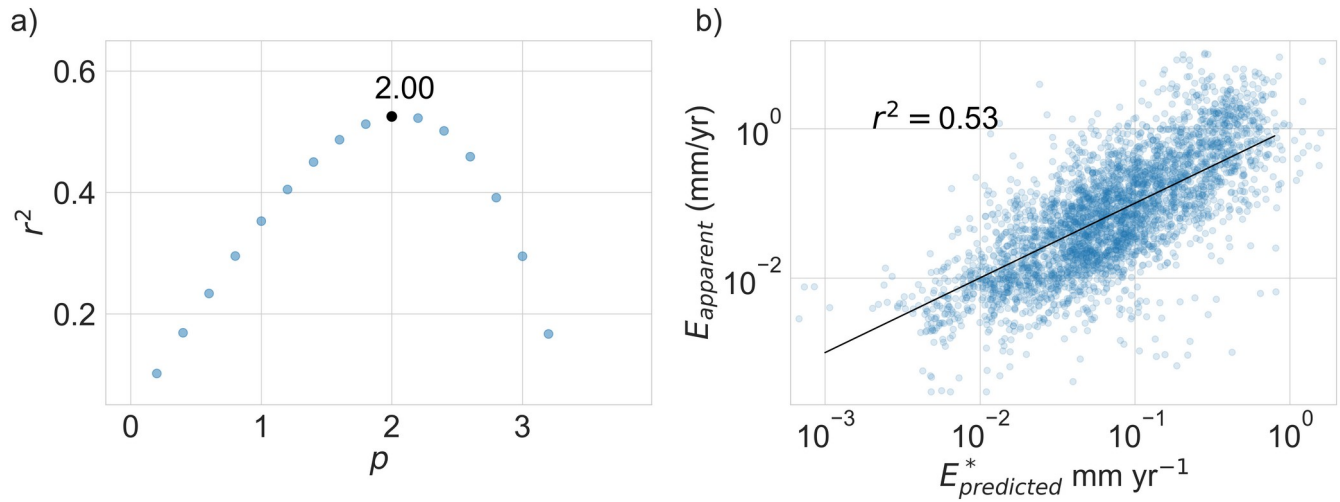 a)
0.6
0.4
0.2
r²
2.00
0
1
2
3
p
b)
r² = 0.53
10⁰
10⁻²
E_apparent (mm/yr)
10⁻³
10⁻²
10⁻¹
10⁰
E*_predicted mm yr⁻¹